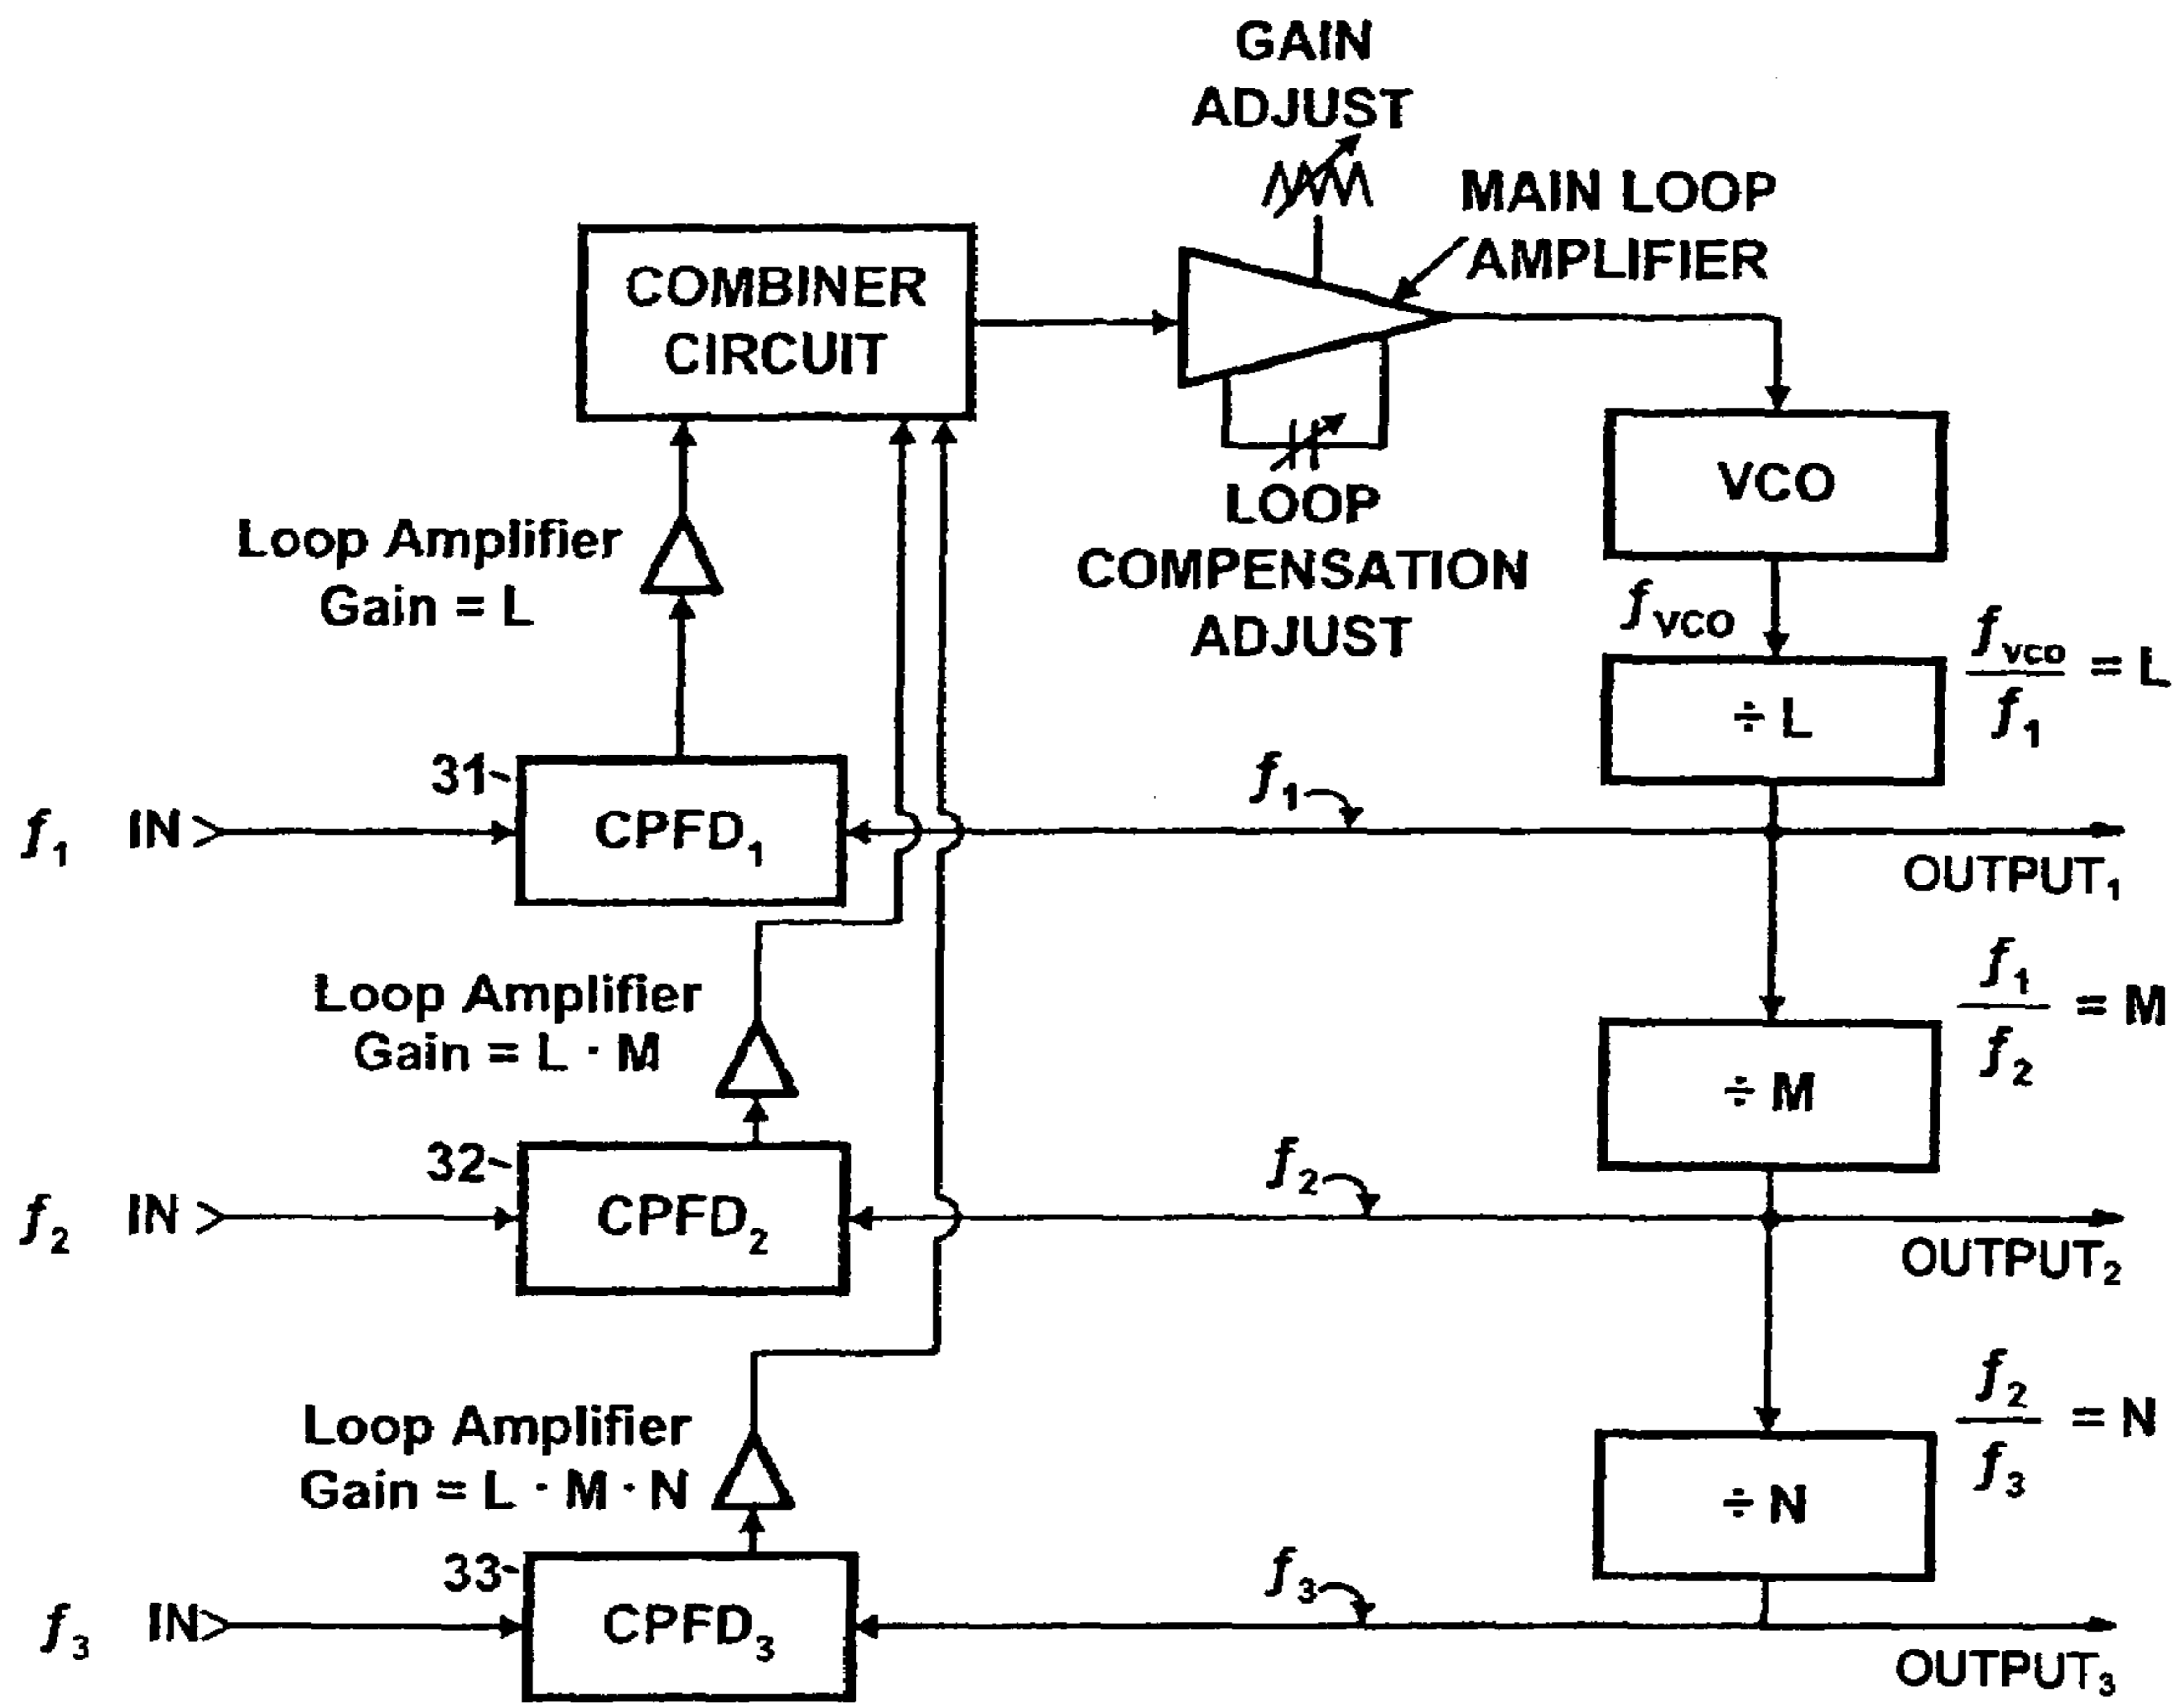 GAIN
ADJUST
MAIN LOOP
AMPLIFIER
COMBINER
CIRCUIT
VCO
LOOP
COMPENSATION
ADJUST
Loop Amplifier
Gain = L
f_VCO
f_vco / f_1 = L
÷ L
31
f_1 IN
CPFD_1
f_1
OUTPUT_1
f_1 / f_2 = M
Loop Amplifier
Gain = L · M
÷ M
32
f_2 IN
CPFD_2
f_2
OUTPUT_2
f_2 / f_3 = N
Loop Amplifier
Gain = L · M · N
÷ N
33
f_3 IN
CPFD_3
f_3
OUTPUT_3